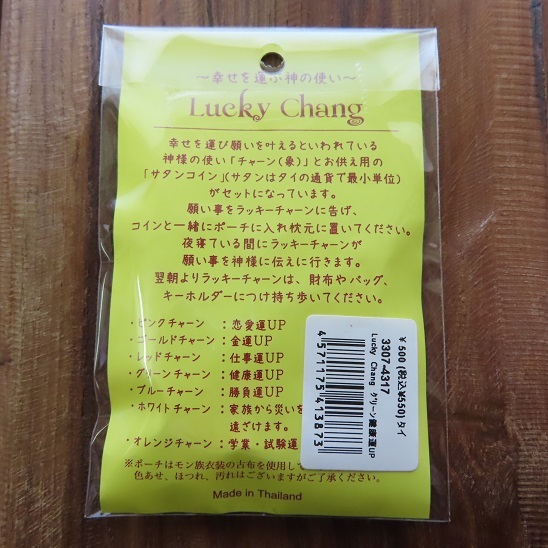 ～幸せを運ぶ神の使い～
Lucky Chang
幸せを運び願いを叶えるといわれている
神様の使い「チャーン(象)」とお供え用の
「サタンコイン」(サタンはタイの通貨で最小単位)
がセットになっています。
願い事をラッキーチャーンに告げ、
コインと一緒にポーチに入れ枕元に置いてください。
夜寝ている間にラッキーチャーンが
願い事を神様に伝えに行きます。
翌朝よりラッキーチャーンは、財布やバッグ、
キーホルダーにつけ持ち歩いてください。
・ピンクチャーン：恋愛運UP
・ゴールドチャーン：金運UP
・レッドチャーン：仕事運UP
・グリーンチャーン：健康運UP
・ブルーチャーン：勝負運UP
・ホワイトチャーン：家族から災いを
遠ざけます。
・オレンジチャーン：学業・試験運
※ポーチはモン族衣装の古布を使用して
色あせ、ほつれ、汚れはございますがご了承ください。
Made in Thailand
￥500 (税込¥550) タイ
3307-4317
Lucky Chang グリーン健康運UP
4571175413873